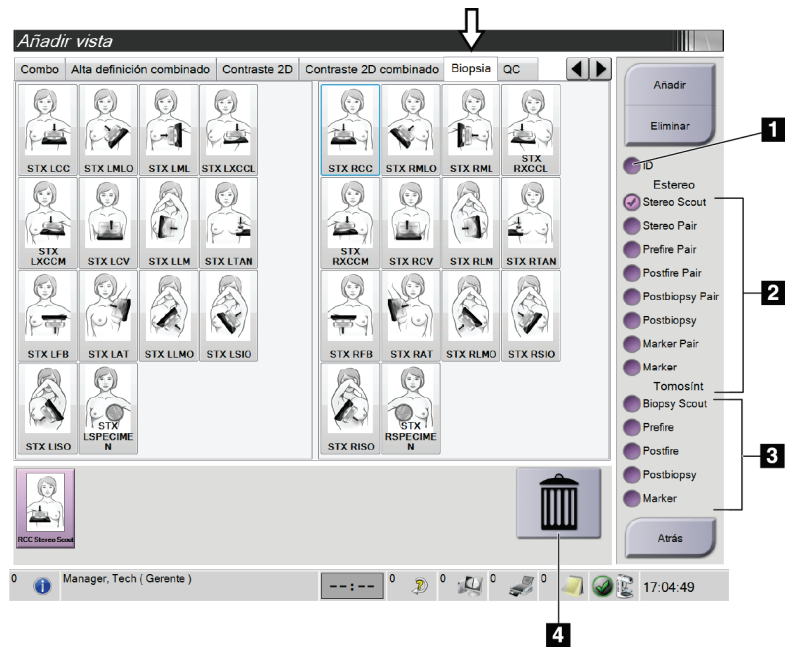 Añadir vista
Combo
Alta definición combinado
Contraste 2D
Contraste 2D combinado
Biopsia
QC
STX LCC
STX LMLO
STX LML
STX LXCCL
STX LXCCM
STX LCV
STX LLM
STX LTAN
STX LFB
STX LAT
STX LLMO
STX LSIO
STX LISO
STX LSPECIMEN
STX RCC
STX RMLO
STX RML
STX RXCCL
STX RXCCM
STX RCV
STX RLN
STX RTAN
STX RFB
STX RAT
STX RLMO
STX RSIO
STX RISO
STX RSPECIMEN
Añadir
Eliminar
1
ID
Estereo
Stereo Scout
Stereo Pair
Prefire Pair
Postfire Pair
Postbiopsy Pair
2
Postbiopsy
Marker Pair
Marker
Tomosínt
Biopsy Scout
Prefire
Postfire
3
Postbiopsy
Marker
Atrás
RCC Stereo Scout
0
Manager, Tech ( Gerente )
--:--
0
0
0
0
17:04:49
4